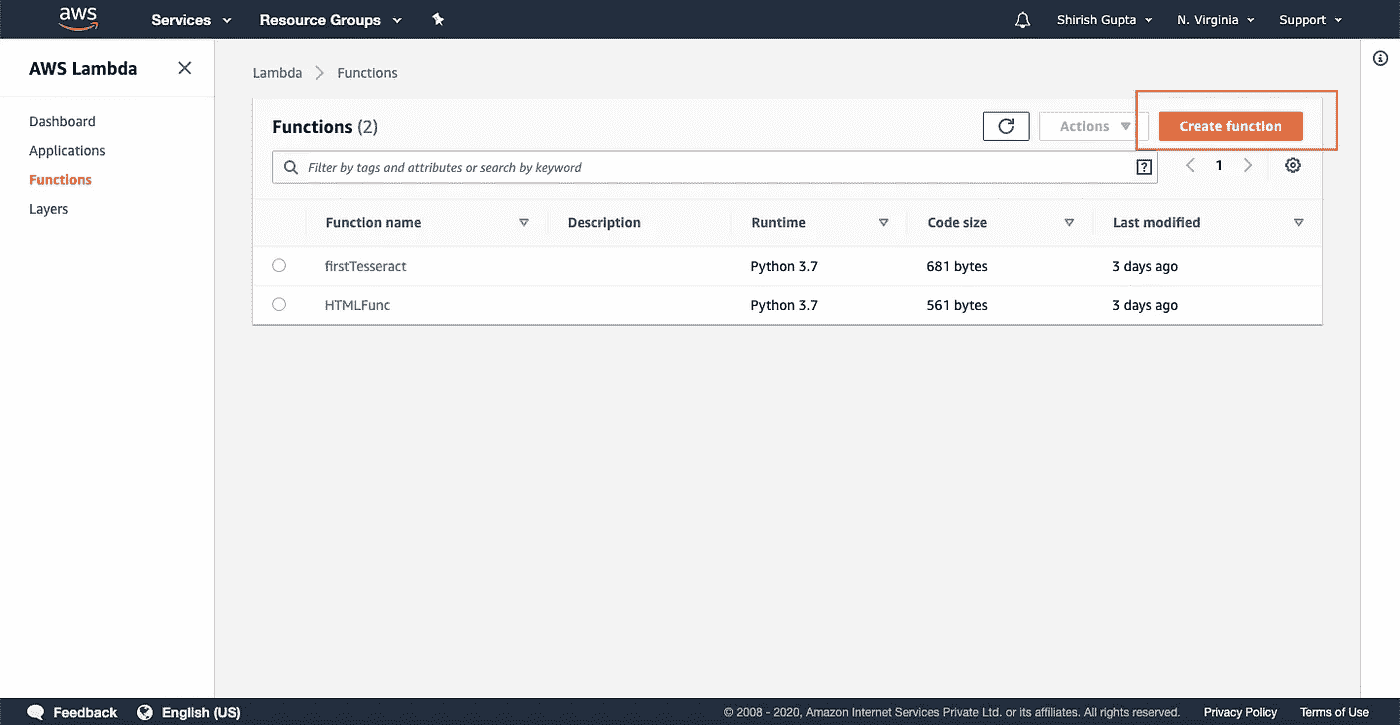 aws Services Resource Groups Shirish Gupta N. Virginia Support
AWS Lambda
Dashboard
Applications
Functions
Layers
Lambda Functions
Functions (2) Actions Create function
Filter by tags and attributes or search by keyword ? 1
Function name Description Runtime Code size Last modified
firstTesseract Python 3.7 681 bytes 3 days ago
HTMLFunc Python 3.7 561 bytes 3 days ago
Feedback English (US) © 2008 - 2020, Amazon Internet Services Private Ltd. or its affiliates. All rights reserved. Privacy Policy Terms of Use